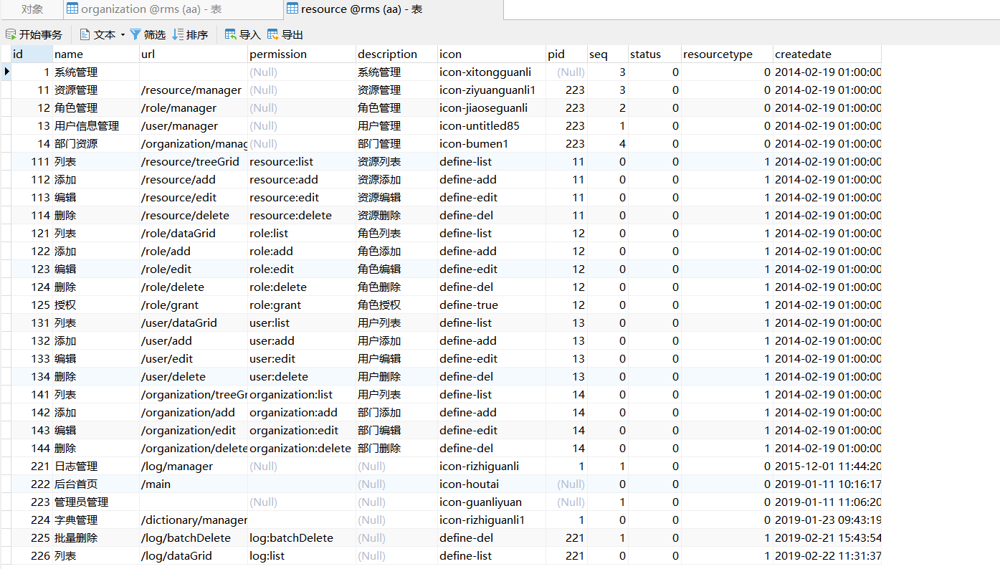 对象 organization @rms (aa) - 表 resource @rms (aa) - 表
开始事务 文本 筛选 排序 导入 导出
id name url permission description icon pid seq status resourcetype createdate
1 系统管理 (Null) 系统管理 icon-xitongguanli (Null) 3 0 0 2014-02-19 01:00:00
11 资源管理 /resource/manager (Null) 资源管理 icon-ziyuanguanli1 223 3 0 0 2014-02-19 01:00:00
12 角色管理 /role/manager (Null) 角色管理 icon-jiaoseguanli 223 2 0 0 2014-02-19 01:00:00
13 用户信息管理 /user/manager (Null) 用户管理 icon-untitled85 223 1 0 0 2014-02-19 01:00:00
14 部门资源 /organization/manag (Null) 部门管理 icon-bumen1 223 4 0 0 2014-02-19 01:00:00
111 列表 /resource/treeGrid resource:list 资源列表 define-list 11 0 0 1 2014-02-19 01:00:00
112 添加 /resource/add resource:add 资源添加 define-add 11 0 0 1 2014-02-19 01:00:00
113 编辑 /resource/edit resource:edit 资源编辑 define-edit 11 0 0 1 2014-02-19 01:00:00
114 删除 /resource/delete resource:delete 资源删除 define-del 11 0 0 1 2014-02-19 01:00:00
121 列表 /role/dataGrid role:list 角色列表 define-list 12 0 0 1 2014-02-19 01:00:00
122 添加 /role/add role:add 角色添加 define-add 12 0 0 1 2014-02-19 01:00:00
123 编辑 /role/edit role:edit 角色编辑 define-edit 12 0 0 1 2014-02-19 01:00:00
124 删除 /role/delete role:delete 角色删除 define-del 12 0 0 1 2014-02-19 01:00:00
125 授权 /role/grant role:grant 角色授权 define-true 12 0 0 1 2014-02-19 01:00:00
131 列表 /user/dataGrid user:list 用户列表 define-list 13 0 0 1 2014-02-19 01:00:00
132 添加 /user/add user:add 用户添加 define-add 13 0 0 1 2014-02-19 01:00:00
133 编辑 /user/edit user:edit 用户编辑 define-edit 13 0 0 1 2014-02-19 01:00:00
134 删除 /user/delete user:delete 用户删除 define-del 13 0 0 1 2014-02-19 01:00:00
141 列表 /organization/treeGr organization:list 用户列表 define-list 14 0 0 1 2014-02-19 01:00:00
142 添加 /organization/add organization:add 部门添加 define-add 14 0 0 1 2014-02-19 01:00:00
143 编辑 /organization/edit organization:edit 部门编辑 define-edit 14 0 0 1 2014-02-19 01:00:00
144 删除 /organization/delete organization:delete 部门删除 define-del 14 0 0 1 2014-02-19 01:00:00
221 日志管理 /log/manager (Null) (Null) icon-rizhiguanli 1 1 0 0 2015-12-01 11:44:20
222 后台首页 /main (Null) icon-houtai (Null) 0 0 0 2019-01-11 10:16:17
223 管理员管理 (Null) (Null) icon-guanliyuan (Null) 1 0 0 2019-01-11 11:06:20
224 字典管理 /dictionary/manager (Null) icon-rizhiguanli1 1 0 0 0 2019-01-23 09:43:19
225 批量删除 /log/batchDelete log:batchDelete (Null) define-del 221 1 0 1 2019-02-21 15:43:54
226 列表 /log/dataGrid log:list (Null) define-list 221 0 0 1 2019-02-22 11:31:37